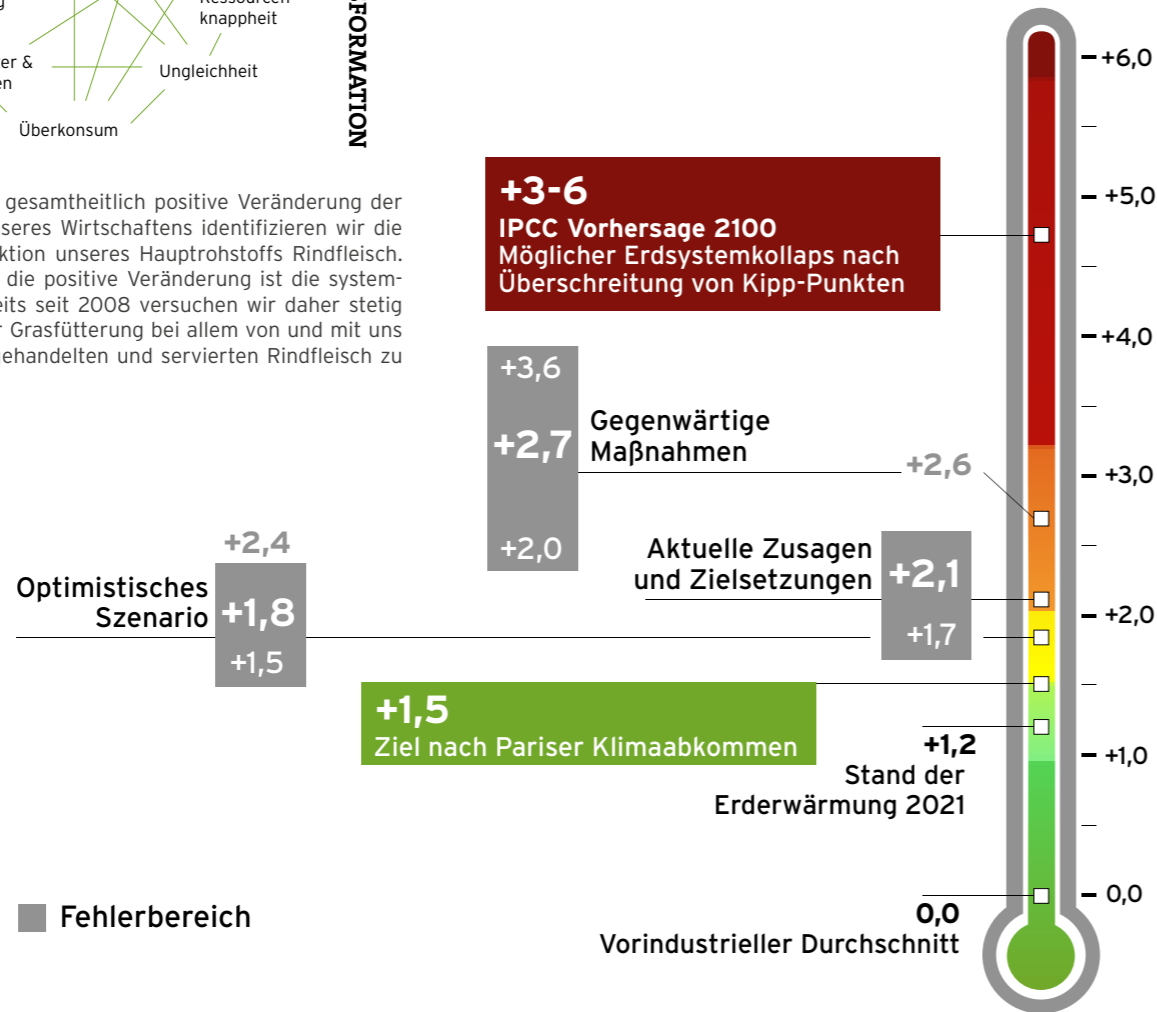 Ressourcen-
knappheit
Ungleichheit
Überkonsum
gesamtheitlich positive Veränderung der
Wirtschaftens identifizieren wir die
unseres Hauptrohstoffs Rindfleisch.
die positive Veränderung ist die system-
seit 2008 versuchen wir daher stetig
Grasfütterung bei allem von und mit uns
gehandelten und servierten Rindfleisch zu
+3-6
IPCC Vorhersage 2100
Möglicher Erdsystemkollaps nach
Überschreitung von Kipp-Punkten
+3,6
+2,7
+2,0
Gegenwärtige
Maßnahmen
+2,6
Aktuelle Zusagen
und Zielsetzungen
+2,1
+1,7
+2,4
Optimistisches
Szenario
+1,8
+1,5
+1,5
Ziel nach Pariser Klimaabkommen
+1,2
Stand der
Erderwärmung 2021
0,0
Vorindustrieller Durchschnitt
Fehlerbereich
+6,0
+5,0
+4,0
+3,0
+2,0
+1,0
0,0